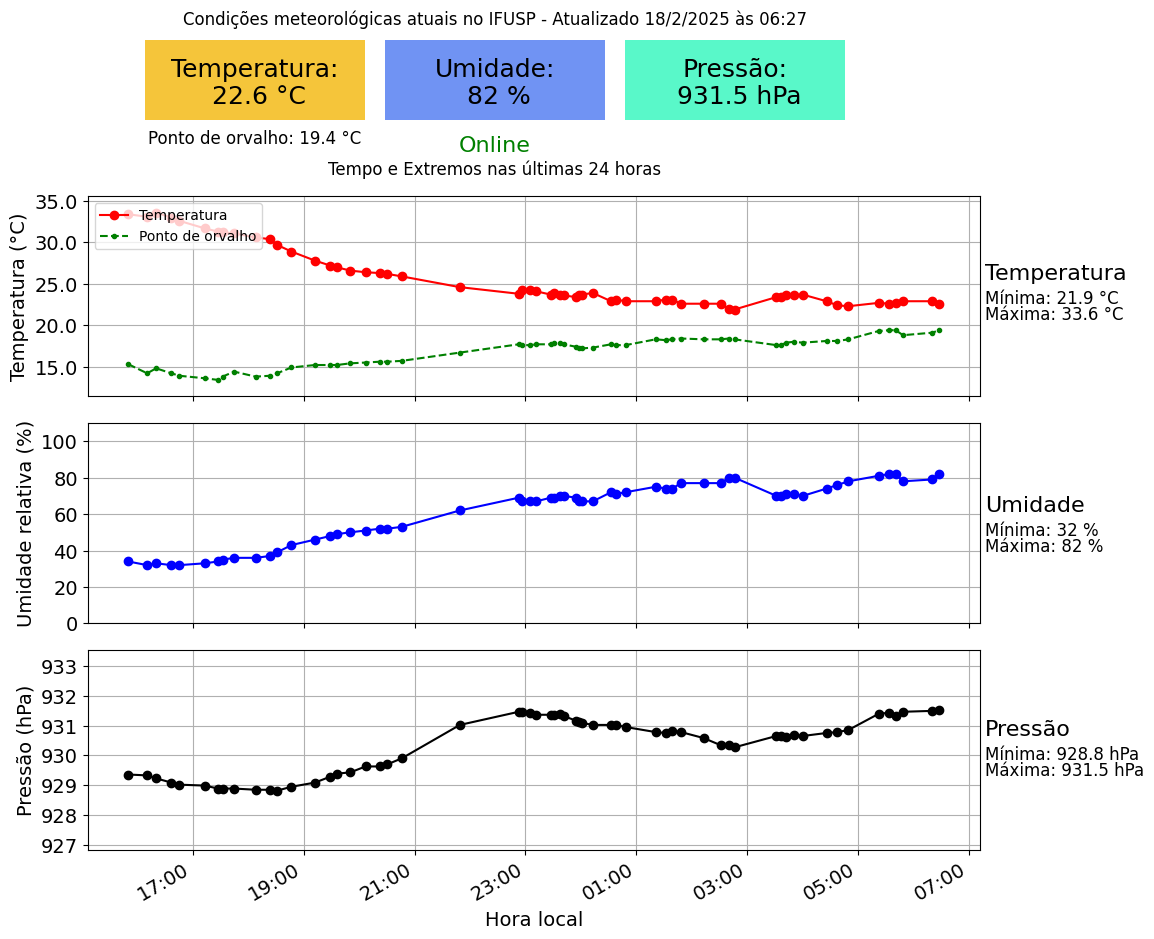 Condições meteorológicas atuais no IFUSP - Atualizado 18/2/2025 às 06:27
Temperatura:
22.6 °C
Umidade:
82 %
Pressão:
931.5 hPa
Ponto de orvalho: 19.4 °C
Online
Tempo e Extremos nas últimas 24 horas
Temperatura (°C)
35.0
30.0
25.0
20.0
15.0
Temperatura
Ponto de orvalho
Temperatura
Mínima: 21.9 °C
Máxima: 33.6 °C
Umidade relativa (%)
100
80
60
40
20
0
Umidade
Mínima: 32 %
Máxima: 82 %
Pressão (hPa)
933
932
931
930
929
928
927
Pressão
Mínima: 928.8 hPa
Máxima: 931.5 hPa
17:00
19:00
21:00
23:00
01:00
03:00
05:00
07:00
Hora local